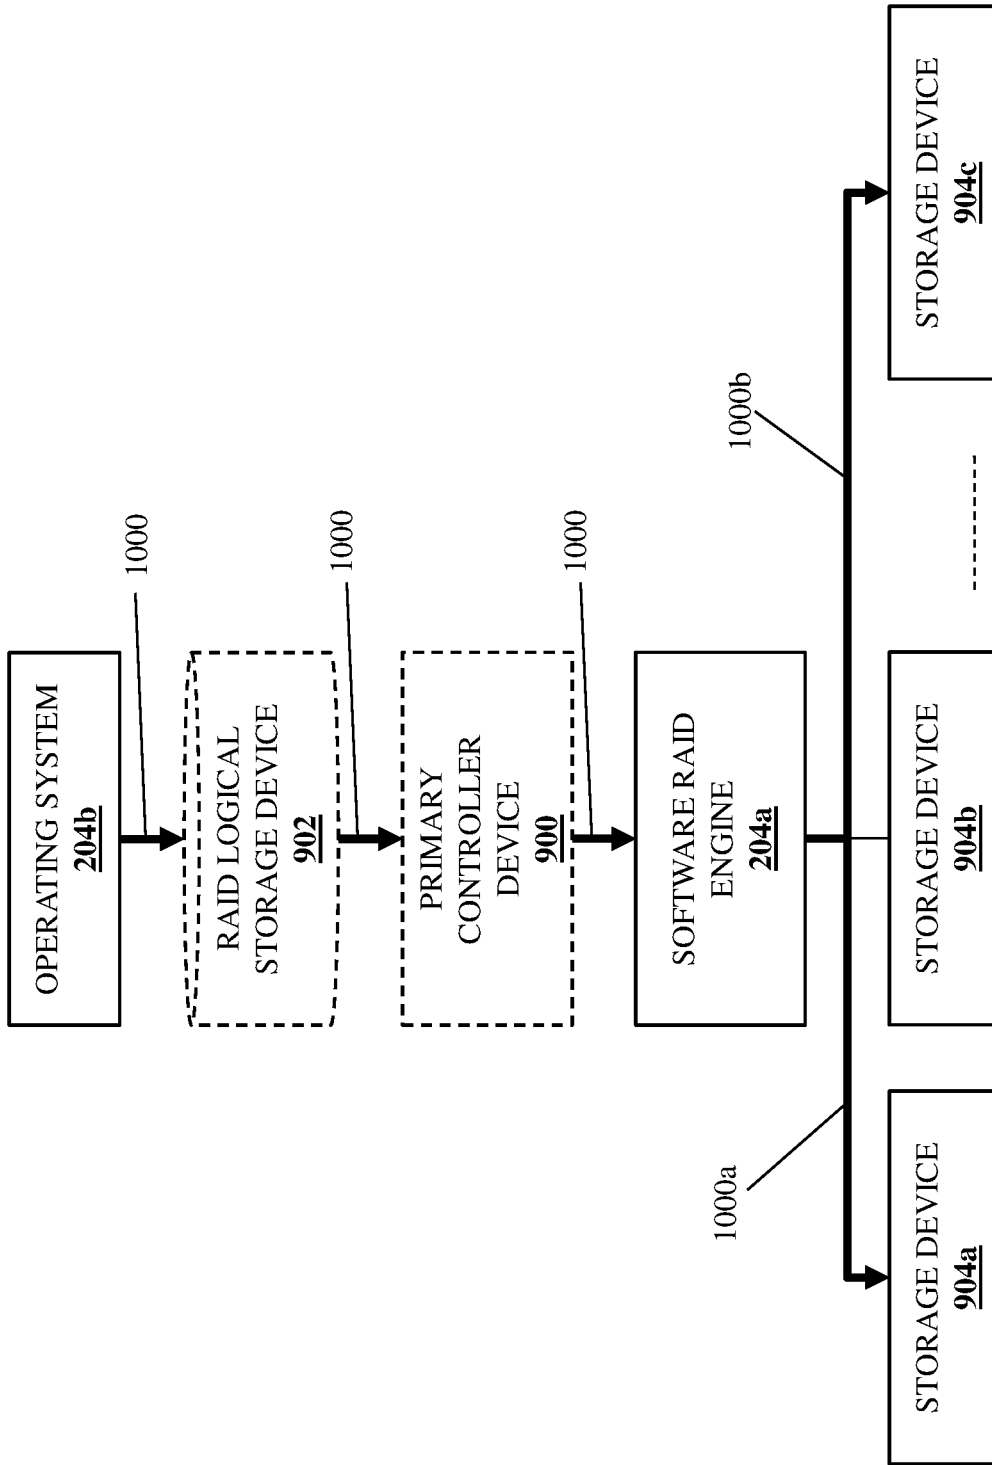 OPERATING SYSTEM
204b
1000
RAID LOGICAL
STORAGE DEVICE
902
1000
PRIMARY
CONTROLLER
DEVICE
900
1000
SOFTWARE RAID
ENGINE
204a
1000a
1000b
STORAGE DEVICE
904a
STORAGE DEVICE
904b
STORAGE DEVICE
904c